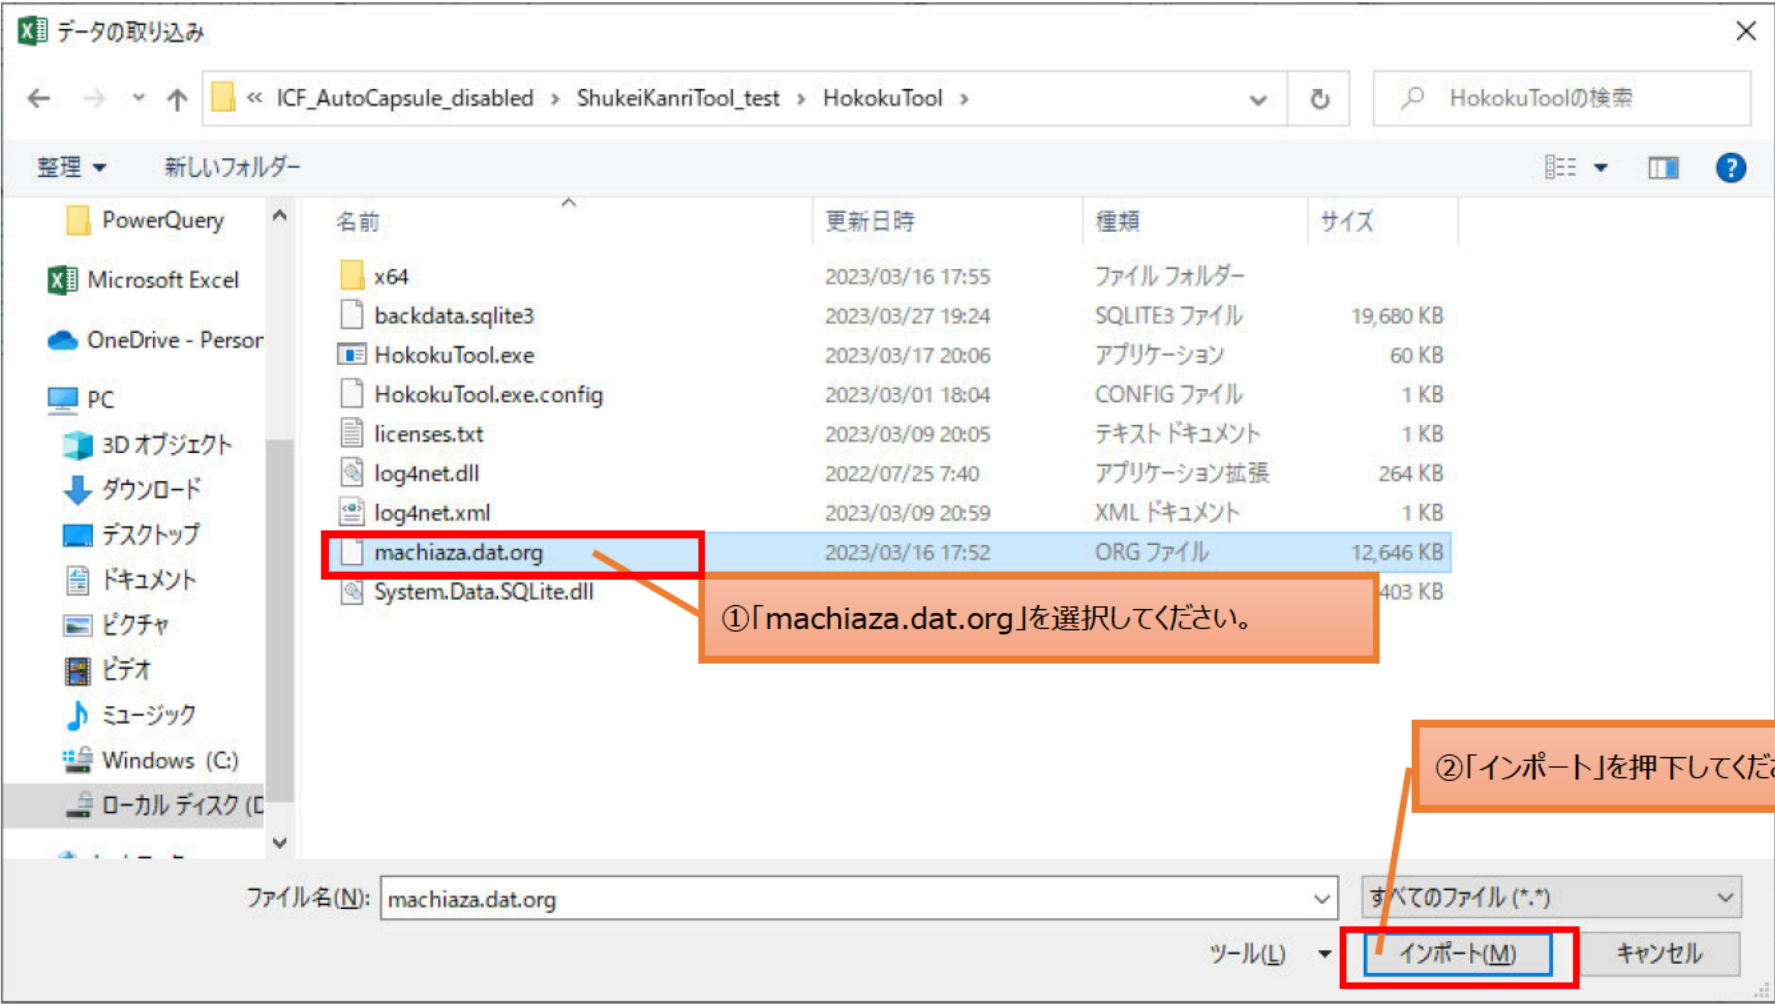 データの取り込み
« ICF_AutoCapsule_disabled › ShukeiKanriTool_test › HokokuTool ›
HokokuToolの検索
整理 新しいフォルダー
PowerQuery
Microsoft Excel
OneDrive - Person
PC
3D オブジェクト
ダウンロード
デスクトップ
ドキュメント
ピクチャ
ビデオ
ミュージック
Windows (C:)
ローカル ディスク (D
名前 更新日時 種類 サイズ
x64 2023/03/16 17:55 ファイル フォルダー
backdata.sqlite3 2023/03/27 19:24 SQLITE3 ファイル 19,680 KB
HokokuTool.exe 2023/03/17 20:06 アプリケーション 60 KB
HokokuTool.exe.config 2023/03/01 18:04 CONFIG ファイル 1 KB
licenses.txt 2023/03/09 20:05 テキスト ドキュメント 1 KB
log4net.dll 2022/07/25 7:40 アプリケーション拡張 264 KB
log4net.xml 2023/03/09 20:59 XML ドキュメント 1 KB
machiaza.dat.org 2023/03/16 17:52 ORG ファイル 12,646 KB
System.Data.SQLite.dll 403 KB
①「machiaza.dat.org」を選択してください。
②「インポート」を押下してくださ
ファイル名(N): machiaza.dat.org すべてのファイル (*.*)
ツール(L) インポート(M) キャンセル